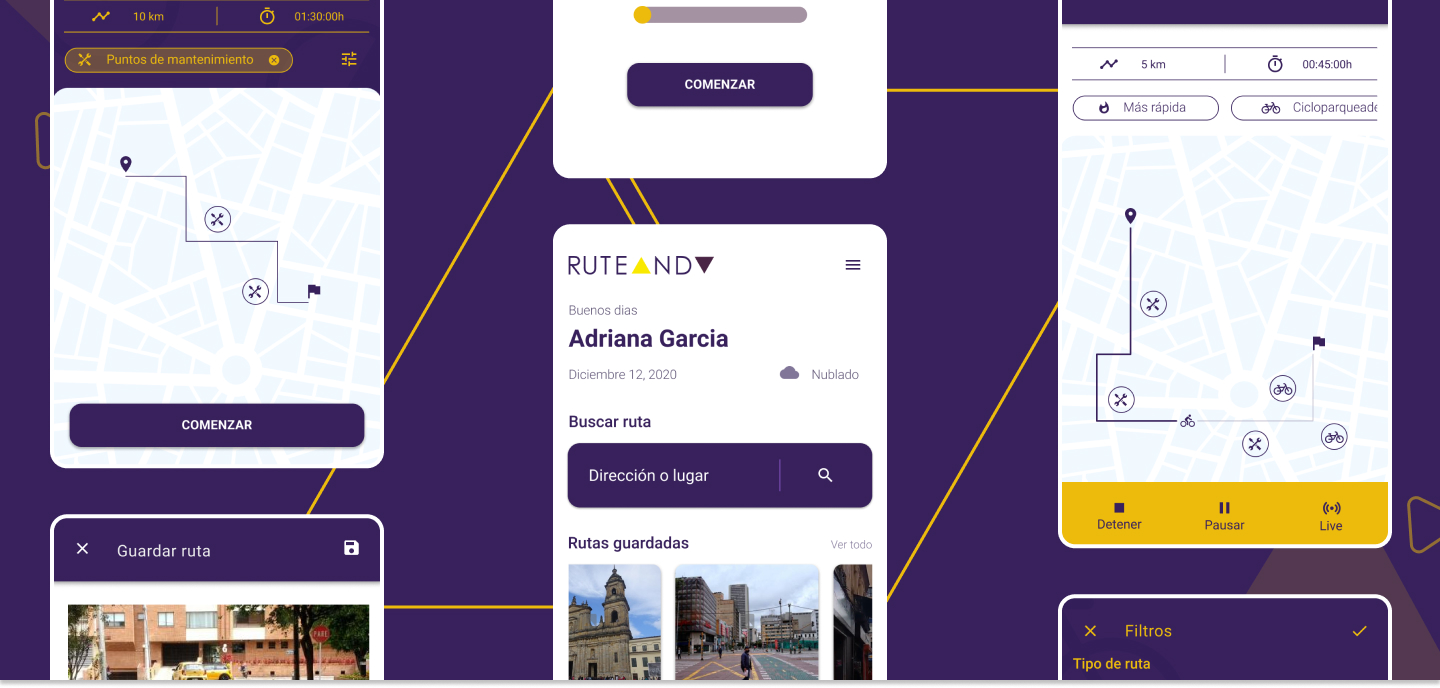 10 km
01:30:00h
Puntos de mantenimiento
COMENZAR
Guardar ruta
PARE
COMENZAR
RUTEANDO
Buenos dias
Adriana Garcia
Diciembre 12, 2020
Nublado
Buscar ruta
Dirección o lugar
Rutas guardadas
Ver todo
5 km
00:45:00h
Más rápida
Cicloparqueade
Detener
Pausar
Live
Filtros
Tipo de ruta